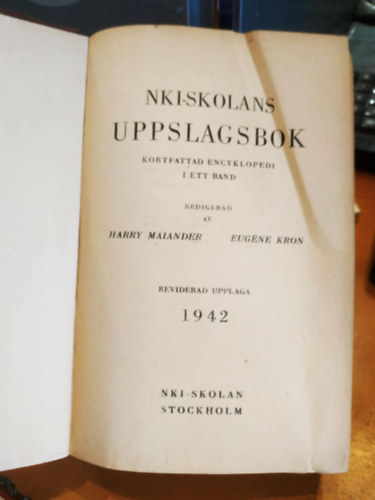 NKI-SKOLANS
UPPSLAGSBOK
KORTFATTAD ENCYKLOPEDI
I ETT BAND
REDIGERAD
AV
HARRY MAIANDER EUGÈNE KRON
REVIDERAD UPPLAGA
1942
NKI-SKOLAN
STOCKHOLM